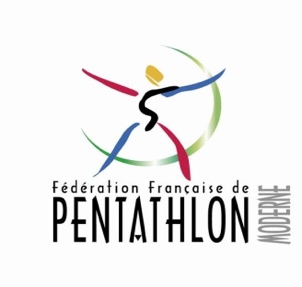 Fédération Française de
PENTATHLON
MODERNE